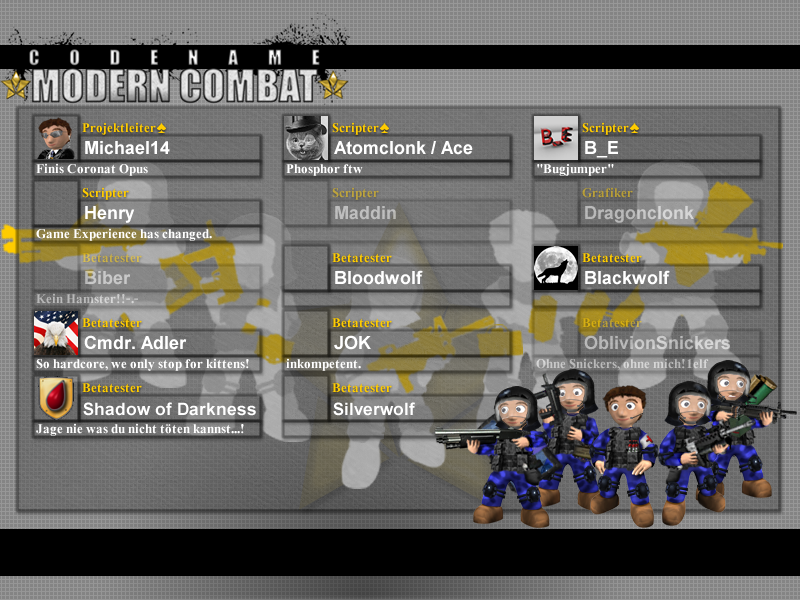 CODENAME
MODERN COMBAT
Projektleiter♠
Michael14
Finis Coronat Opus
Scripter♠
Atomclonk / Ace
Phosphor ftw
Scripter♠
B_E
B_E
"Bugjumper"
Scripter
Henry
Game Experience has changed.
Scripter
Maddin
Grafiker
Dragonclonk
Betatester
Biber
Kein Hamster!!-.-
Betatester
Bloodwolf
Betatester
Blackwolf
Betatester
Cmdr. Adler
So hardcore, we only stop for kittens!
Betatester
JOK
inkompetent.
Betatester
OblivionSnickers
Ohne Snickers, ohne mich!1elf
Betatester
Shadow of Darkness
Jage nie was du nicht töten kannst...!
Betatester
Silverwolf